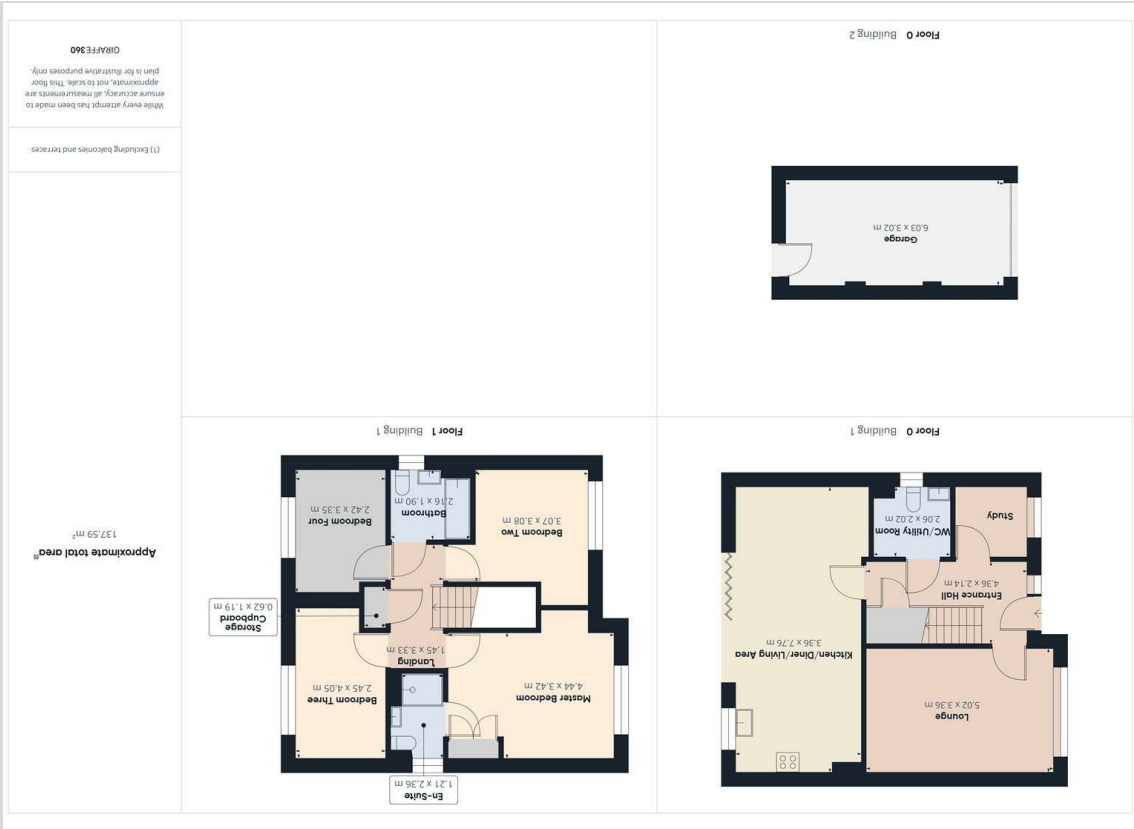 Lounge
5.02 x 3.36 m
Kitchen/Diner/Living Area
3.36 x 7.76 m
Entrance Hall
4.36 x 2.14 m
WC/Utility Room
2.06 x 2.02 m
Study
Floor 0 Building 1
En-Suite
1.21 x 2.36 m
Master Bedroom
4.44 x 3.42 m
Bedroom Three
2.45 x 4.05 m
Landing
1.45 x 3.33 m
Storage
Cupboard
0.62 x 1.19 m
Bedroom Two
3.07 x 3.08 m
Bathroom
2.16 x 1.90 m
Bedroom Four
2.42 x 3.35 m
Floor 1 Building 1
Garage
6.03 x 3.02 m
Floor 0 Building 2
Approximate total area⁽¹⁾
137.59 m²
(1) Excluding balconies and terraces
While every attempt has been made to
ensure accuracy, all measurements are
approximate, not to scale. This floor
plan is for illustrative purposes only.
GIRAFFE360